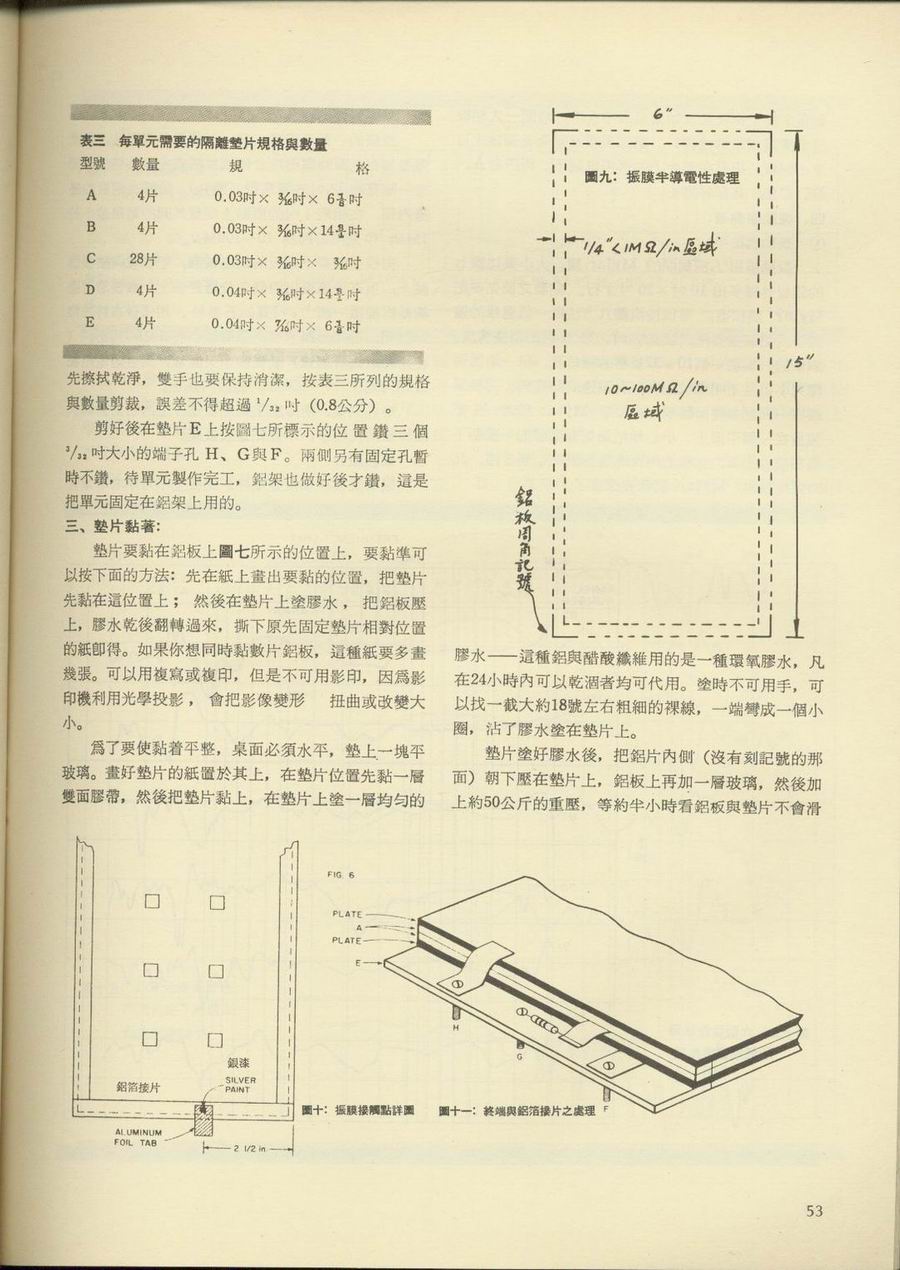 表三 每單元需要的隔離墊片規格與數量
型號 數量 規 格
A 4片 0.03吋× 3/16吋× 6
B 4片 0.03吋× 3/16吋×14
C 28片 0.03吋× 3/16吋× 3/16吋
D 4片 0.04吋× 3/16吋×14
E 4片 0.04吋× 7/16吋× 6
先擦拭乾淨，雙手也要保持清潔，按表三所列的規格
與數量剪裁，誤差不得超過 1/32 吋（0.8公分）。
剪好後在墊片E上按圖七所標示的位置鑽三個
3/32 吋大小的端子孔 H、G與F。兩側另有固定孔暫
時不鑽，待單元製作完工，鋁架也做好後才鑽，這是
把單元固定在鋁架上用的。
三、墊片黏著：
墊片要黏在鋁板上圖七所示的位置上，要黏準可
以按下面的方法：先在紙上畫出要黏的位置，把墊片
先黏在這位置上； 然後在墊片上塗膠水， 把鋁板壓
上，膠水乾後翻轉過來，撕下原先固定墊片相對位置
的紙卽得。如果你想同時黏數片鋁板，這種紙要多畫
幾張。可以用複寫或複印，但是不可用影印，因爲影
印機利用光學投影， 會把影像變形 扭曲或改變大
小。
爲了要使黏着平整，桌面必須水平，墊上一塊平
玻璃。畫好墊片的紙置於其上，在墊片位置先黏一層
雙面膠帶，然後把墊片黏上，在墊片上塗一層均勻的
6″
圖九：振膜半導電性處理
1/4″<1MΩ/in區域
15″
10~100MΩ/in
區域
鋁板周角記號
膠水——這種鋁與醋酸纖維用的是一種環氧膠水，凡
在24小時內可以乾涸者均可代用。塗時不可用手，可
以找一截大約18號左右粗細的裸線，一端彎成一個小
圈，沾了膠水塗在墊片上。
墊片塗好膠水後，把鋁片內側（沒有刻記號的那
面）朝下壓在墊片上，鋁板上再加一層玻璃，然後加
上約50公斤的重壓，等約半小時看鋁板與墊片不會滑
銀漆
SILVER
PAINT
鋁箔接片
ALUMINUM
FOIL TAB
2 1/2 in.
圖十：振膜接觸點詳圖
FIG. 6
PLATE
A
PLATE
E
H
G
F
圖十一：終端與鋁箔接片之處理
53